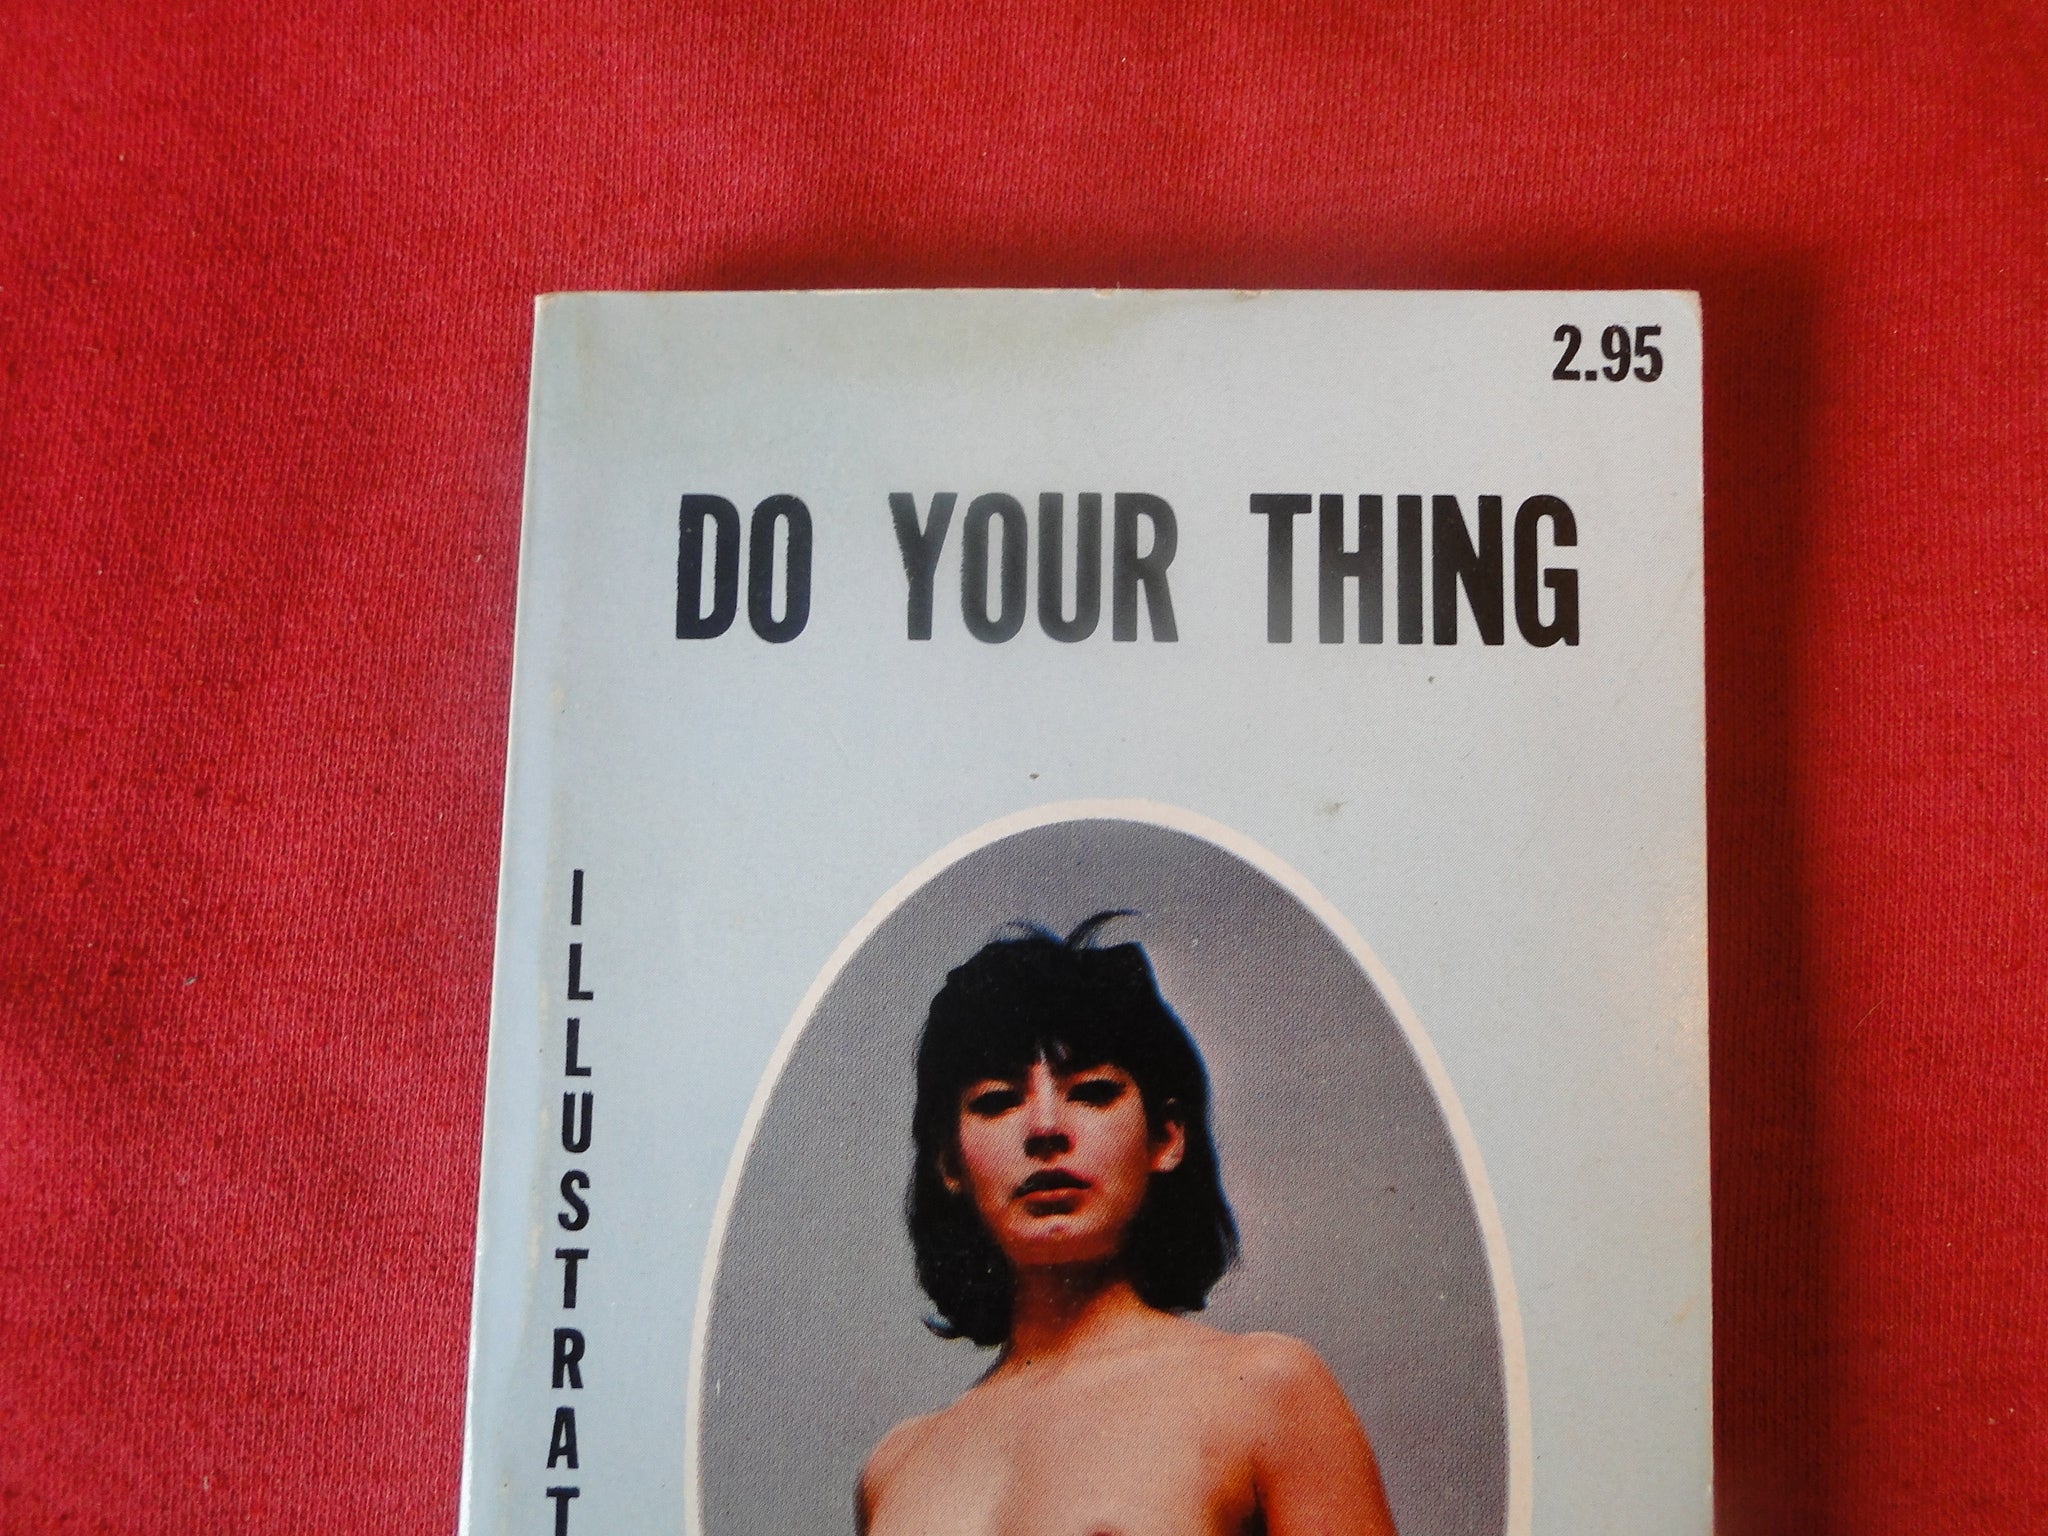 2.95
DO YOUR THING
ILLUSTRAT